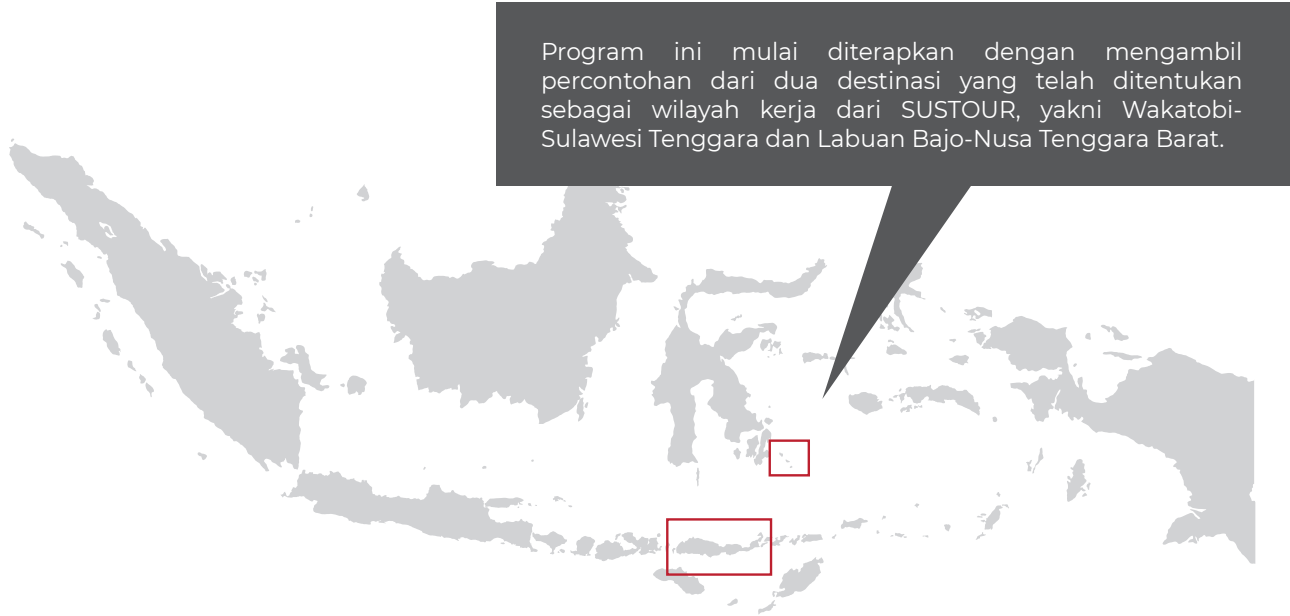 Program ini mulai diterapkan dengan mengambil
percontohan dari dua destinasi yang telah ditentukan
sebagai wilayah kerja dari SUSTOUR, yakni Wakatobi-
Sulawesi Tenggara dan Labuan Bajo-Nusa Tenggara Barat.